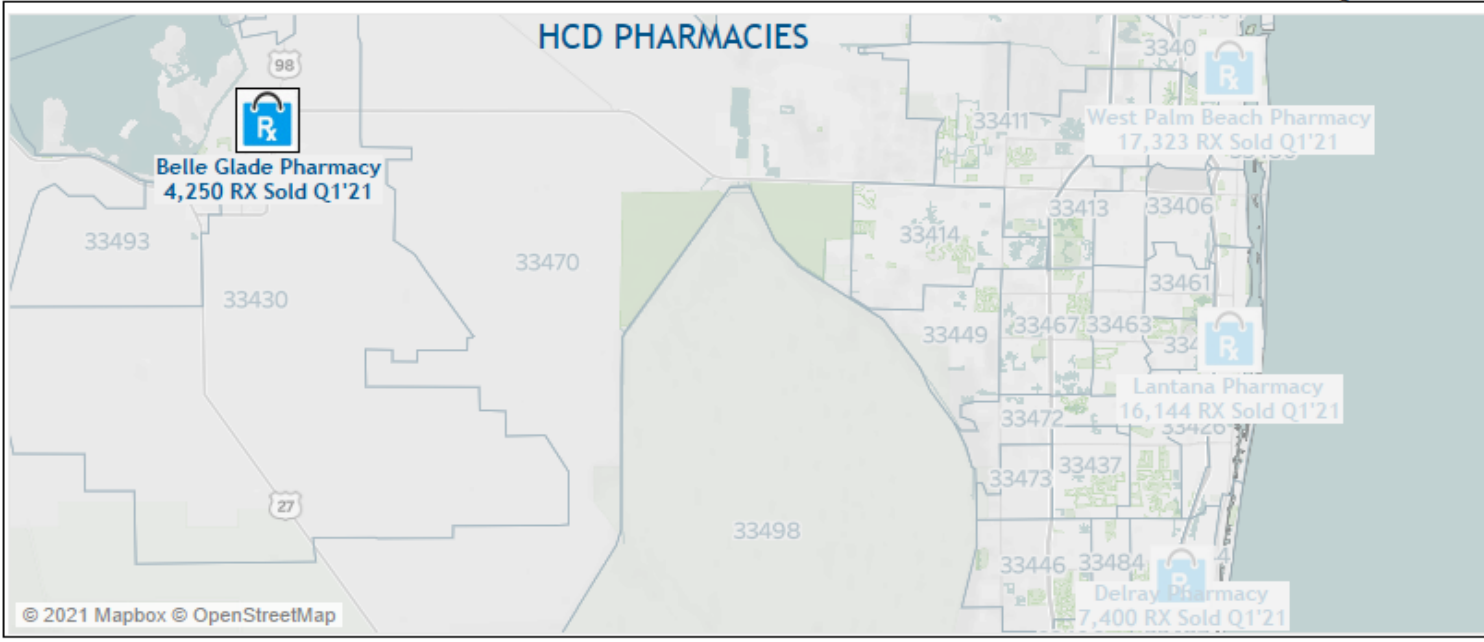 HCD PHARMACIES
98
3340
West Palm Beach Pharmacy
17,323 RX Sold Q1'21
33411
Rx
Belle Glade Pharmacy
4,250 RX Sold Q1'21
33493
33470
33430
33414
33413
33406
33461
33449
33467
33463
Rx
Lantana Pharmacy
16,144 RX Sold Q1'21
33472
33426
33473
33437
27
33498
33446
33484
Delray Pharmacy
7,400 RX Sold Q1'21
© 2021 Mapbox © OpenStreetMap